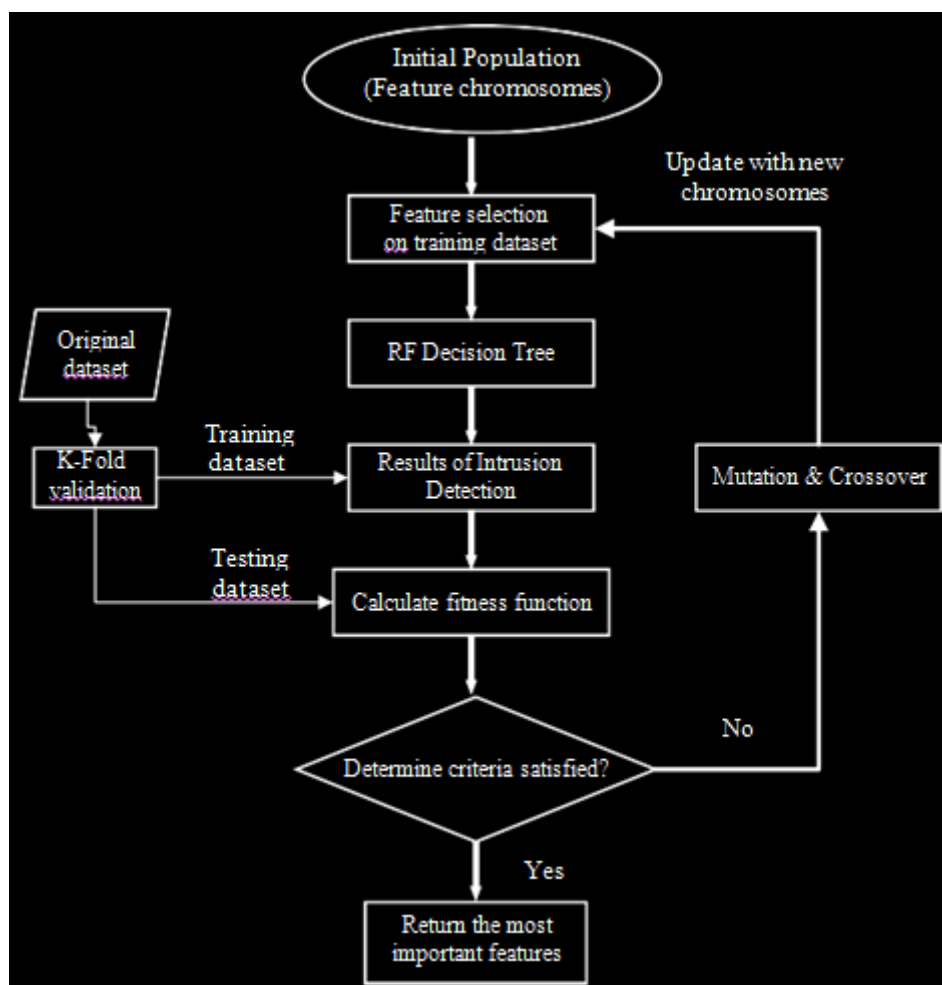 Initial Population
(Feature chromosomes)
Update with new
chromosomes
Feature selection
on training dataset
Original
dataset
RF Decision Tree
Training
dataset
K-Fold
validation
Results of Intrusion
Detection
Mutation & Crossover
Testing
dataset
Calculate fitness function
No
Determine criteria satisfied?
Yes
Return the most
important features